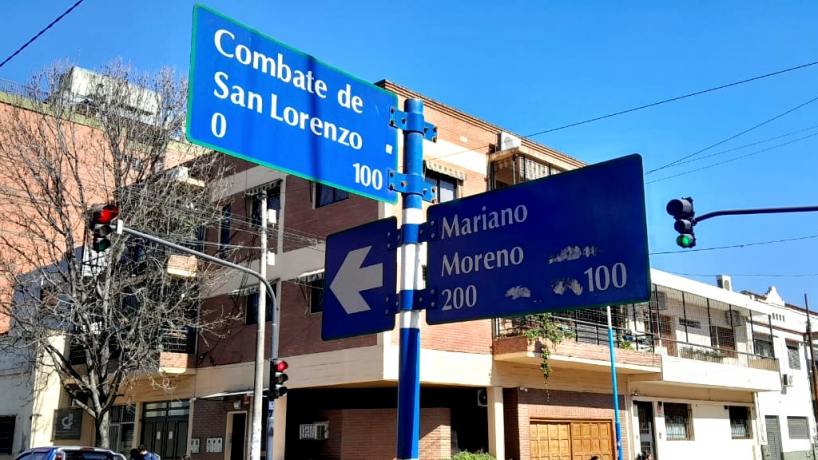 Combate de
San Lorenzo
0
100
Mariano
Moreno
200 100